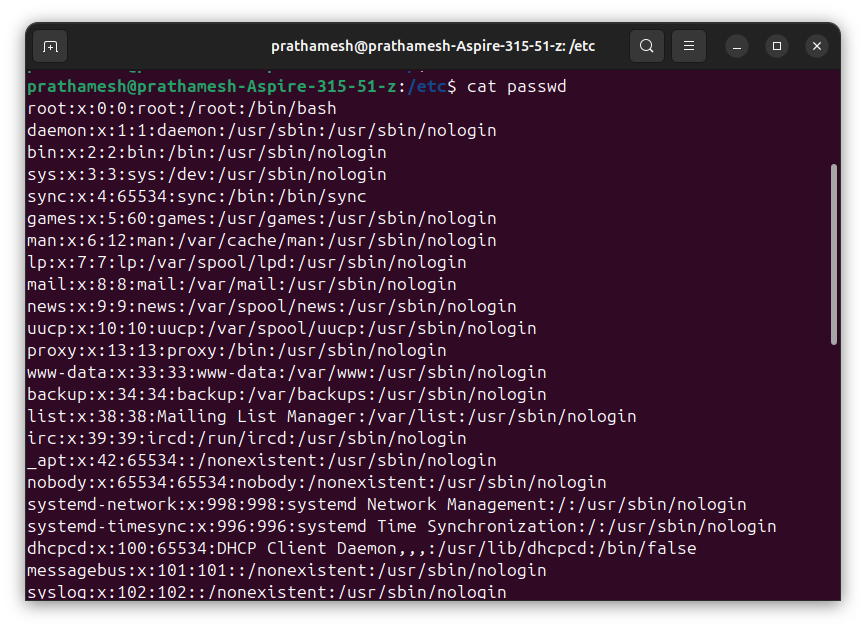 prathamesh@prathamesh-Aspire-315-51-z: /etc
prathamesh@prathamesh-Aspire-315-51-z:/etc$ cat passwd
root:x:0:0:root:/root:/bin/bash
daemon:x:1:1:daemon:/usr/sbin:/usr/sbin/nologin
bin:x:2:2:bin:/bin:/usr/sbin/nologin
sys:x:3:3:sys:/dev:/usr/sbin/nologin
sync:x:4:65534:sync:/bin:/bin/sync
games:x:5:60:games:/usr/games:/usr/sbin/nologin
man:x:6:12:man:/var/cache/man:/usr/sbin/nologin
lp:x:7:7:lp:/var/spool/lpd:/usr/sbin/nologin
mail:x:8:8:mail:/var/mail:/usr/sbin/nologin
news:x:9:9:news:/var/spool/news:/usr/sbin/nologin
uucp:x:10:10:uucp:/var/spool/uucp:/usr/sbin/nologin
proxy:x:13:13:proxy:/bin:/usr/sbin/nologin
www-data:x:33:33:www-data:/var/www:/usr/sbin/nologin
backup:x:34:34:backup:/var/backups:/usr/sbin/nologin
list:x:38:38:Mailing List Manager:/var/list:/usr/sbin/nologin
irc:x:39:39:ircd:/run/ircd:/usr/sbin/nologin
_apt:x:42:65534::/nonexistent:/usr/sbin/nologin
nobody:x:65534:65534:nobody:/nonexistent:/usr/sbin/nologin
systemd-network:x:998:998:systemd Network Management:/:/usr/sbin/nologin
systemd-timesync:x:996:996:systemd Time Synchronization:/:/usr/sbin/nologin
dhcpcd:x:100:65534:DHCP Client Daemon,,,:/usr/lib/dhcpcd:/bin/false
messagebus:x:101:101::/nonexistent:/usr/sbin/nologin
syslog:x:102:102::/nonexistent:/usr/sbin/nologin